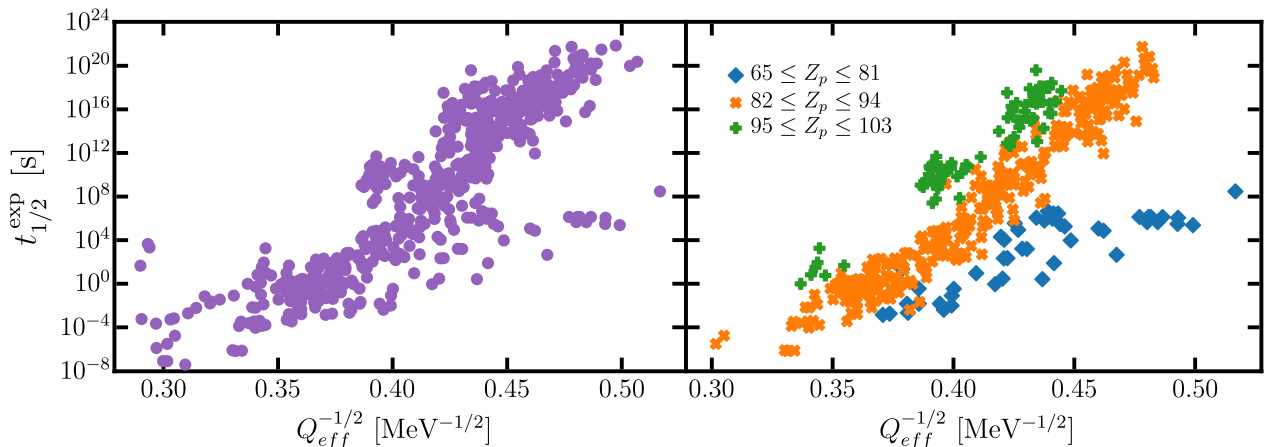 10^24
10^20
10^16
10^12
10^8
10^4
10^0
10^−4
10^−8
t_{1/2}^{exp} [s]
0.30 0.35 0.40 0.45 0.50
Q_{eff}^{−1/2} [MeV^{−1/2}]
65 ≤ Z_p ≤ 81
82 ≤ Z_p ≤ 94
95 ≤ Z_p ≤ 103
0.30 0.35 0.40 0.45 0.50
Q_{eff}^{−1/2} [MeV^{−1/2}]